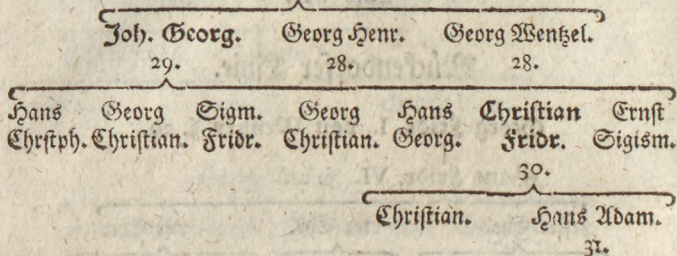 Joh. Georg. Georg Henr. Georg Wentzel.
29. 28. 28.
Hans Georg Sigm. Georg Hans Christian Ernst
Chrstph. Christian. Fridr. Christian. Georg. Fridr. Sigism.
30.
Christian. Hans Adam.
31.